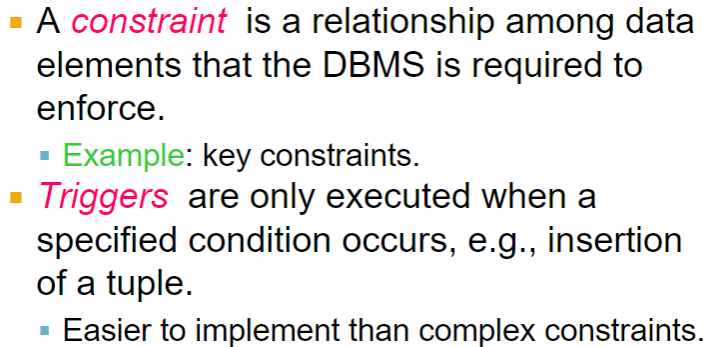 A constraint is a relationship among data
elements that the DBMS is required to
enforce.
Example: key constraints.
Triggers are only executed when a
specified condition occurs, e.g., insertion
of a tuple.
Easier to implement than complex constraints.